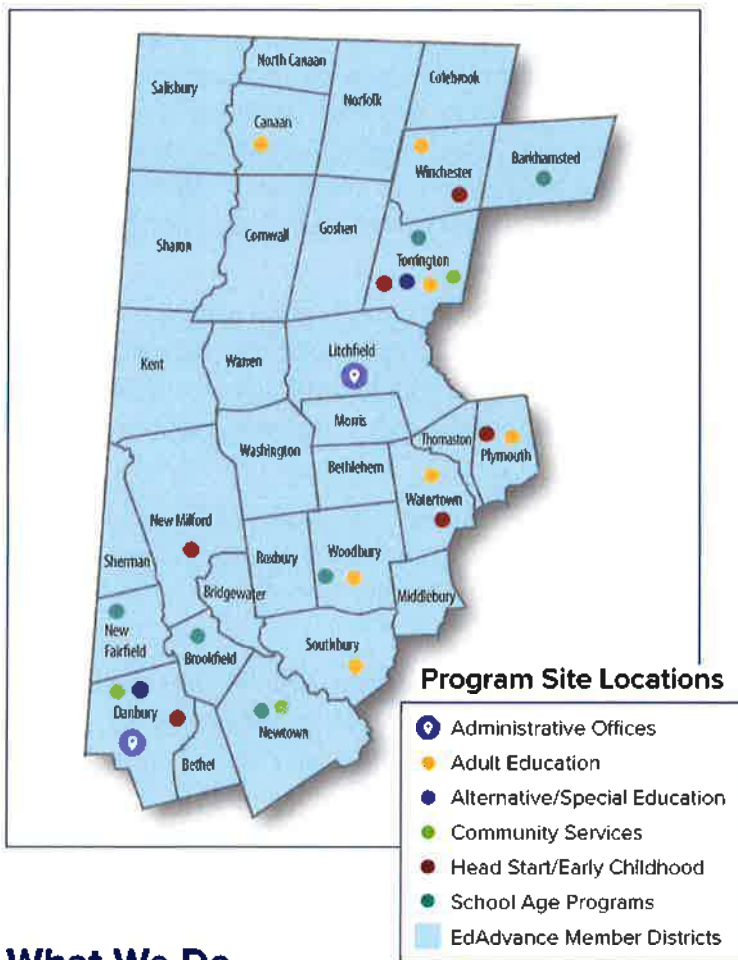 North Canaan
Colebrook
Salisbury
Norfolk
Canaan
Winchester
Barkhamsted
Cornwall
Goshen
Sharon
Torrington
Kent
Warren
Litchfield
Morris
Thomaston
Washington
Plymouth
Bethlehem
Watertown
New Milford
Roxbury
Woodbury
Sherman
Bridgewater
Middlebury
New
Fairfield
Brookfield
Southbury
Danbury
Newtown
Bethel
Program Site Locations
Administrative Offices
Adult Education
Alternative/Special Education
Community Services
Head Start/Early Childhood
School Age Programs
EdAdvance Member Districts
What We Do